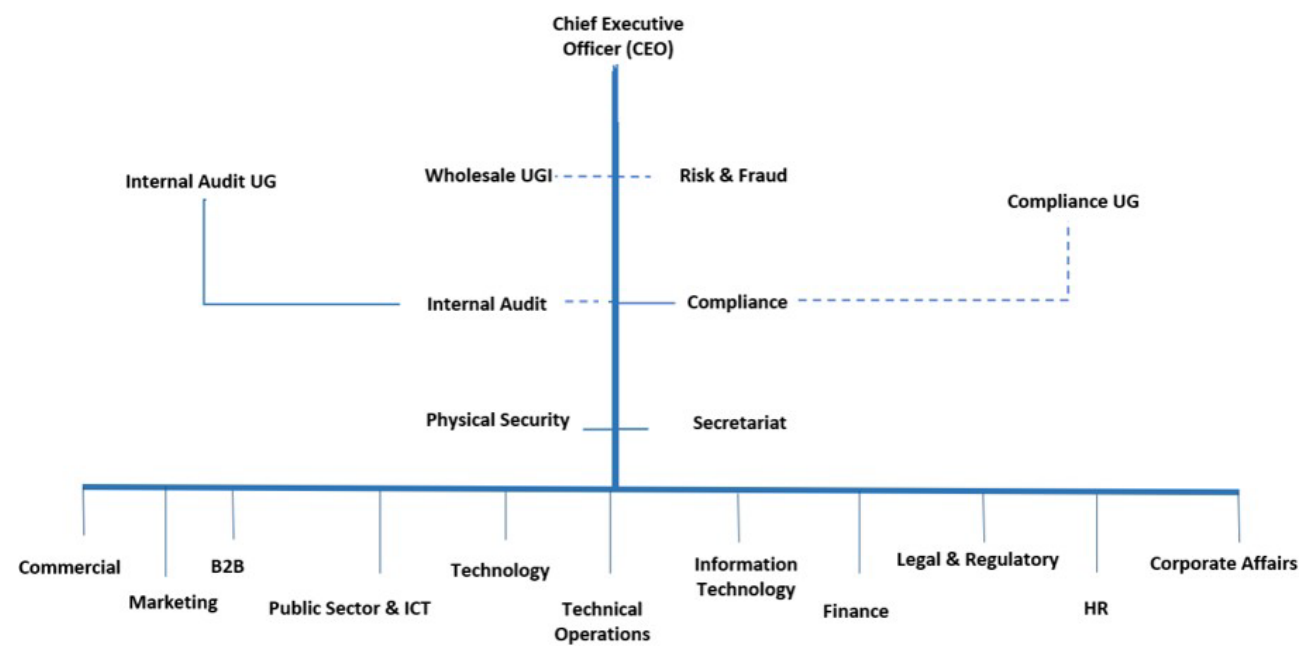 Chief Executive
Officer (CEO)
Internal Audit UG
Wholesale UGI
Risk & Fraud
Compliance UG
Internal Audit
Compliance
Physical Security
Secretariat
Commercial
Marketing
B2B
Public Sector & ICT
Technology
Technical
Operations
Information
Technology
Finance
Legal & Regulatory
HR
Corporate Affairs